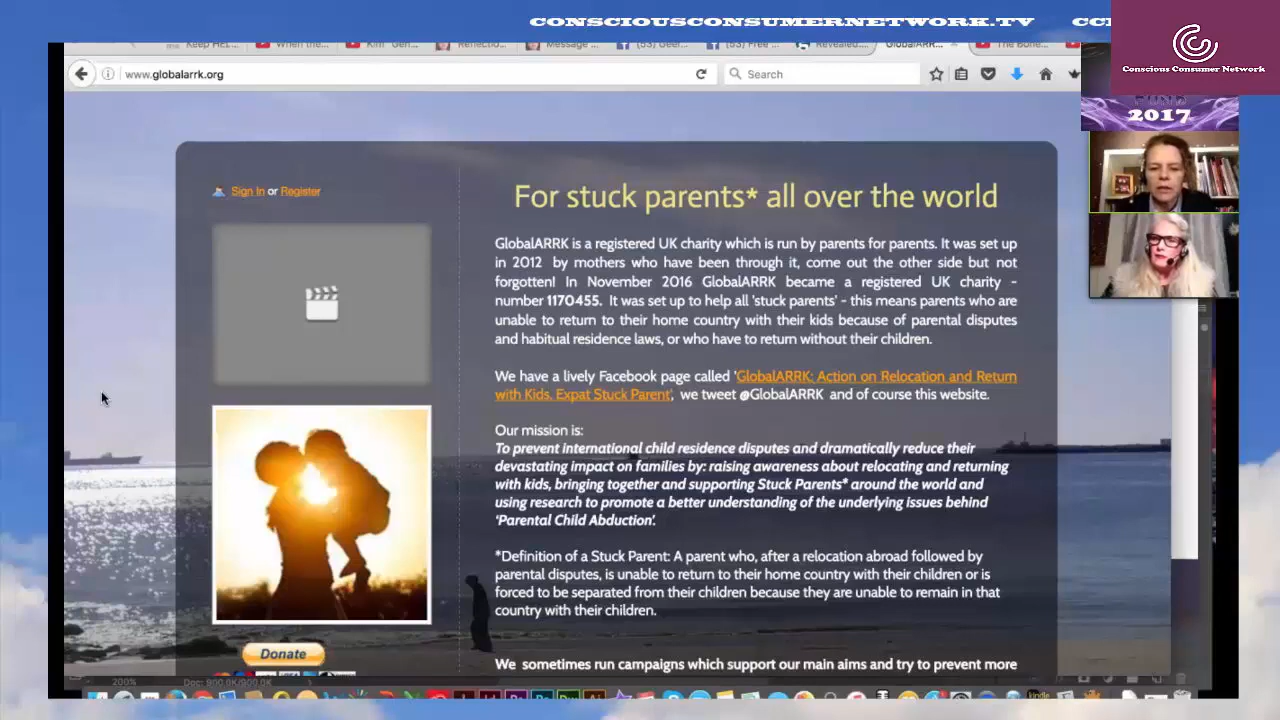 CONSCIOUSCONSUMERNETWORK.TV
Conscious Consumer Network
2017
www.globalarrk.org
Search
Sign In or Register
For stuck parents* all over the world
GlobalARRK is a registered UK charity which is run by parents for parents. It was set up
in 2012 by mothers who have been through it, come out the other side but not
forgotten! In November 2016 GlobalARRK became a registered UK charity -
number 1170455. It was set up to help all 'stuck parents' - this means parents who are
unable to return to their home country with their kids because of parental disputes
and habitual residence laws, or who have to return without their children.
We have a lively Facebook page called 'GlobalARRK: Action on Relocation and Return
with Kids. Expat Stuck Parent', we tweet @GlobalARRK and of course this website.
Our mission is:
To prevent international child residence disputes and dramatically reduce their
devastating impact on families by: raising awareness about relocating and returning
with kids, bringing together and supporting Stuck Parents* around the world and
using research to promote a better understanding of the underlying issues behind
'Parental Child Abduction'.
*Definition of a Stuck Parent: A parent who, after a relocation abroad followed by
parental disputes, is unable to return to their home country with their children or is
forced to be separated from their children because they are unable to remain in that
country with their children.
Donate
We sometimes run campaigns which support our main aims and try to prevent more
200%
Doc: 900.0K/900.0K
kindle